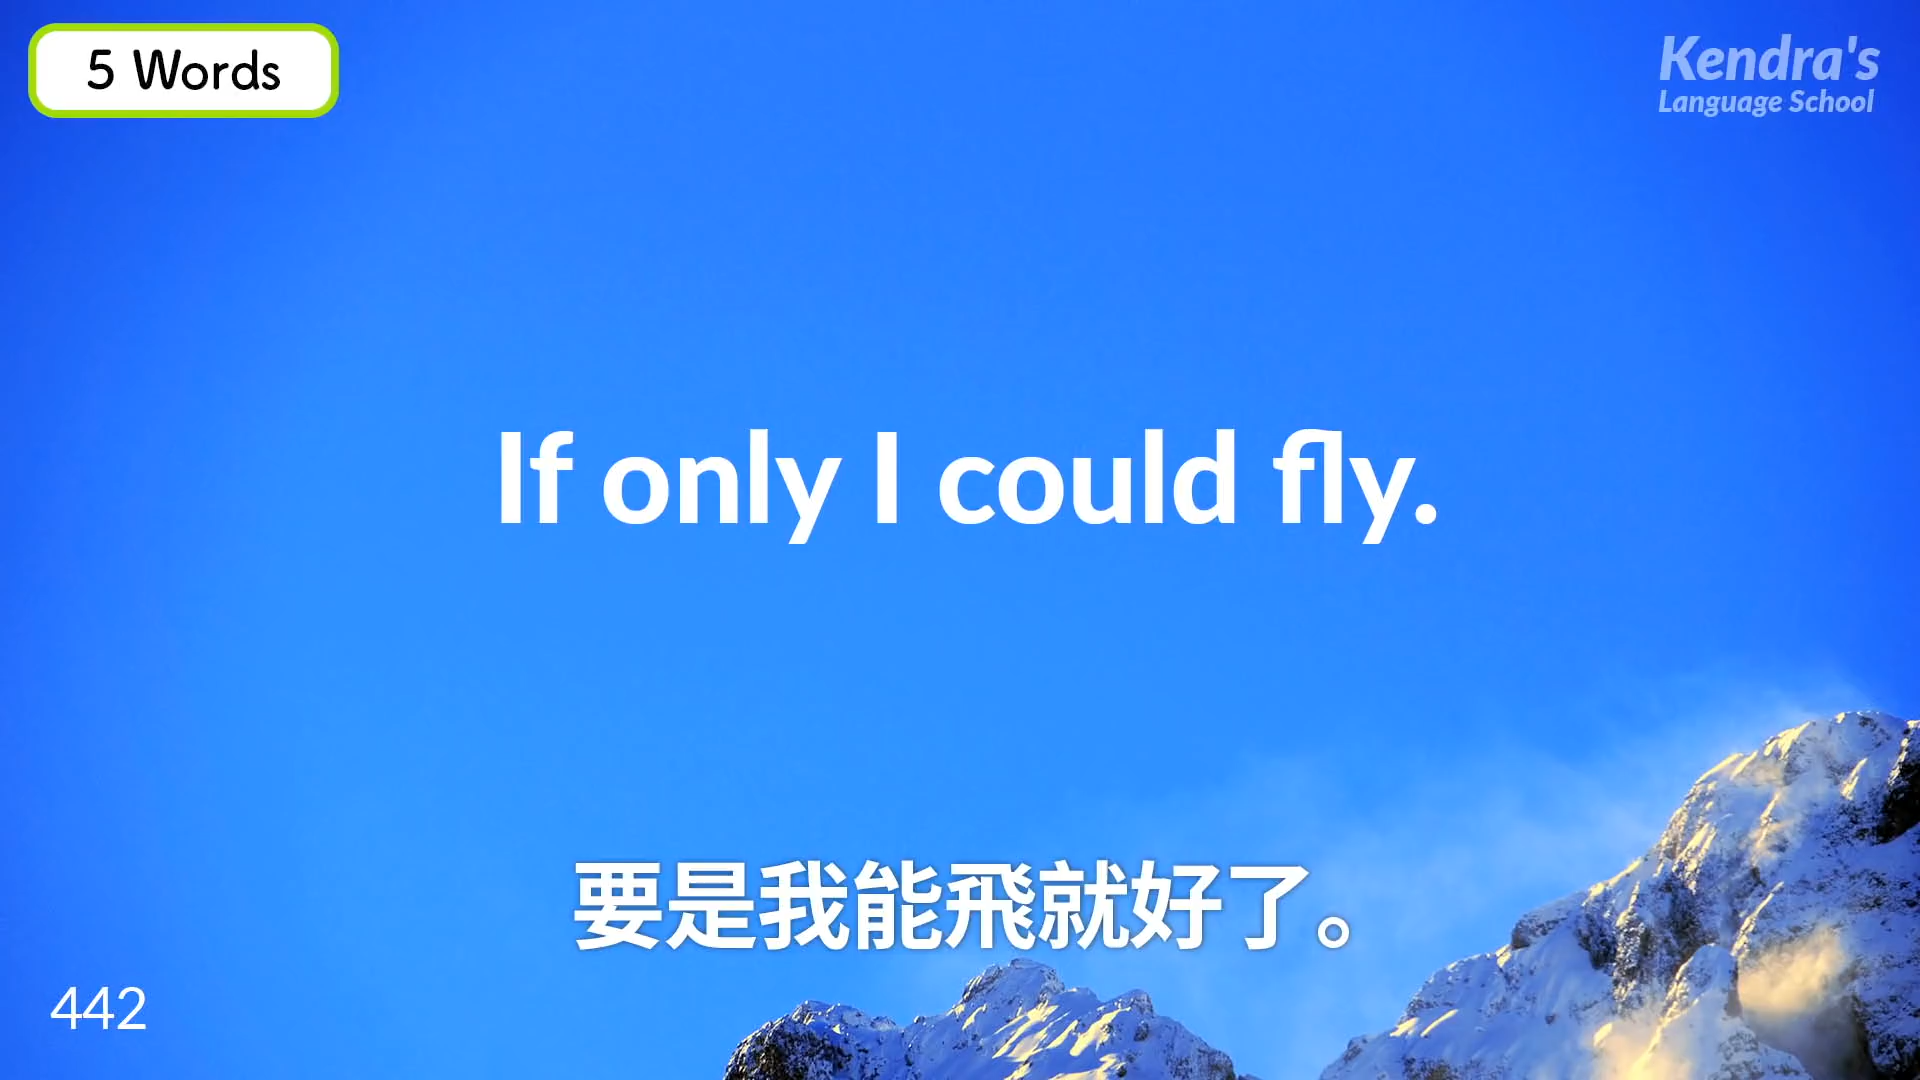 5 Words
Kendra's
Language School
If only I could fly.
要是我能飛就好了。
442